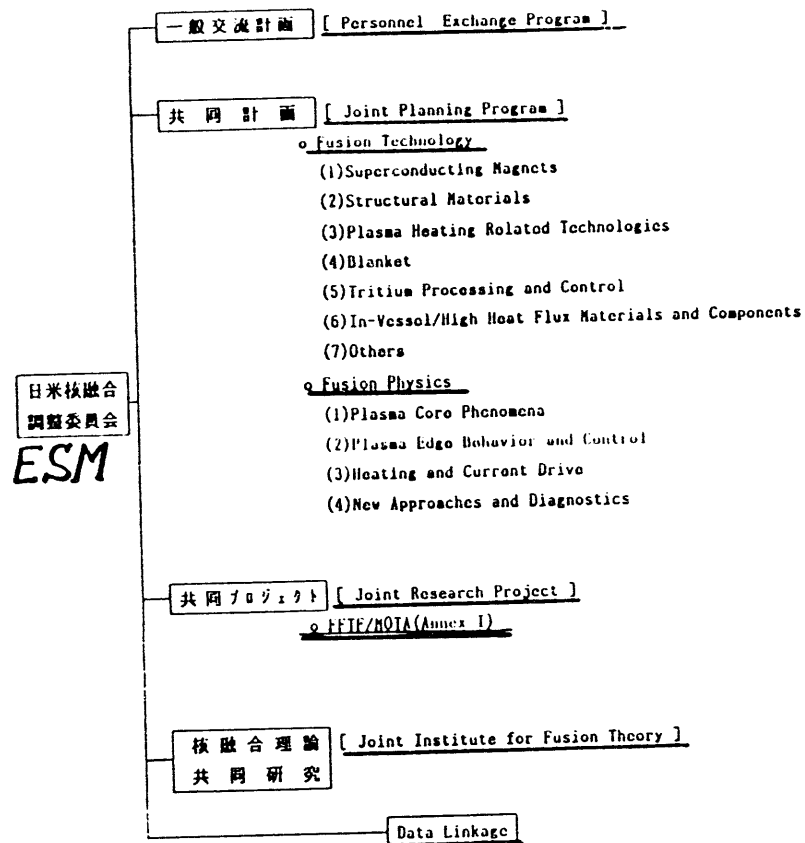 一般交流計画 [ Personnel Exchange Program ]
共同計画 [ Joint Planning Program ]
o Fusion Technology
(1)Superconducting Magnets
(2)Structural Materials
(3)Plasma Heating Rolated Technologies
(4)Blanket
(5)Tritium Processing and Control
(6)In-Vessel/High Heat Flux Materials and Components
(7)Others
日米核融合
調整委員会
ESM
o Fusion Physics
(1)Plasma Core Phenomena
(2)Plasma Edge Behavior and Control
(3)Heating and Current Drive
(4)New Approaches and Diagnostics
共同プロジェクト [ Joint Research Project ]
o FFTF/MOTA(Annex I)
核融合理論 [ Joint Institute for Fusion Theory ]
共同研究
Data Linkage